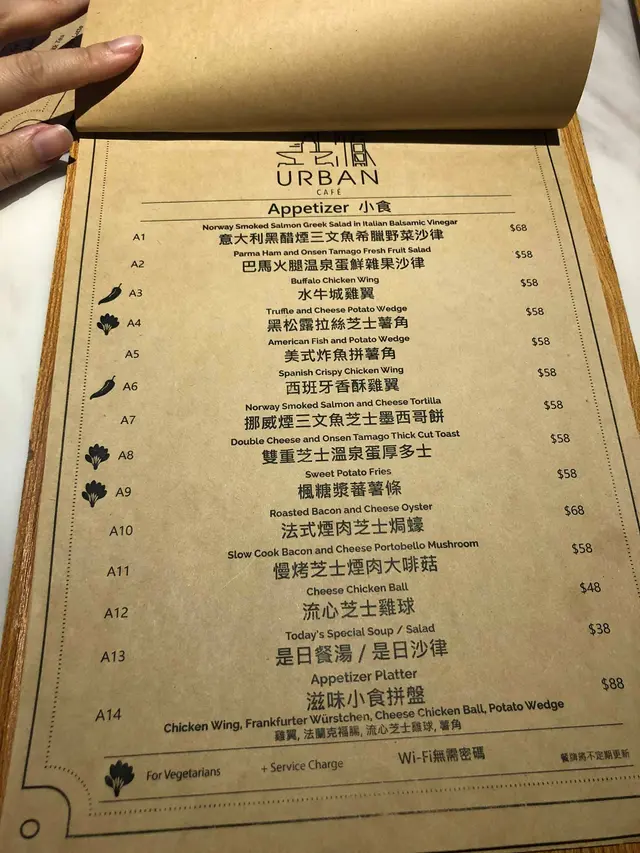 URBAN
CAFÉ
Appetizer 小食
Norway Smoked Salmon Greek Salad in Italian Balsamic Vinegar
A1 意大利黑醋煙三文魚希臘野菜沙律 $68
Parma Ham and Onsen Tamago Fresh Fruit Salad
A2 巴馬火腿溫泉蛋鮮雜果沙律 $58
Buffalo Chicken Wing
A3 水牛城雞翼 $58
Truffle and Cheese Potato Wedge
A4 黑松露拉絲芝士薯角 $58
American Fish and Potato Wedge
A5 美式炸魚拼薯角 $58
Spanish Crispy Chicken Wing
A6 西班牙香酥雞翼 $58
Norway Smoked Salmon and Cheese Tortilla
A7 挪威煙三文魚芝士墨西哥餅 $58
Double Cheese and Onsen Tamago Thick Cut Toast
A8 雙重芝士溫泉蛋厚多士 $58
Sweet Potato Fries
A9 楓糖漿蕃薯條 $58
Roasted Bacon and Cheese Oyster
A10 法式煙肉芝士焗蠔 $68
Slow Cook Bacon and Cheese Portobello Mushroom
A11 慢烤芝士煙肉大啡菇 $58
Cheese Chicken Ball
A12 流心芝士雞球 $48
Today's Special Soup / Salad
A13 是日餐湯 / 是日沙律 $38
Appetizer Platter
A14 滋味小食拼盤 $88
Chicken Wing, Frankfurter Würstchen, Cheese Chicken Ball, Potato Wedge
雞翼, 法蘭克福腸, 流心芝士雞球, 薯角
For Vegetarians + Service Charge Wi-Fi無需密碼 餐牌將不定期更新